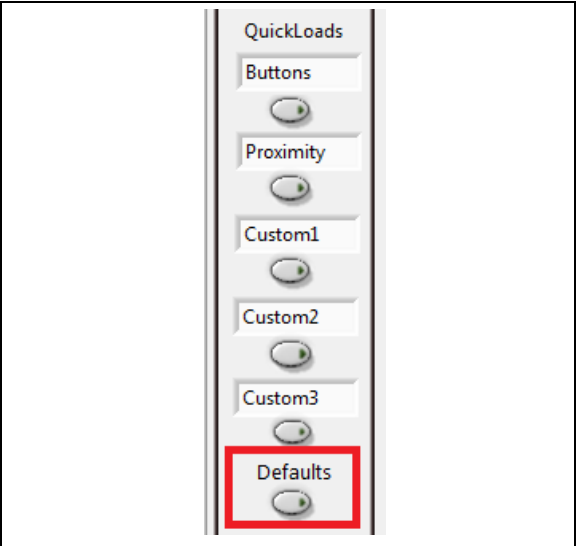 QuickLoads
Buttons
Proximity
Custom1
Custom2
Custom3
Defaults